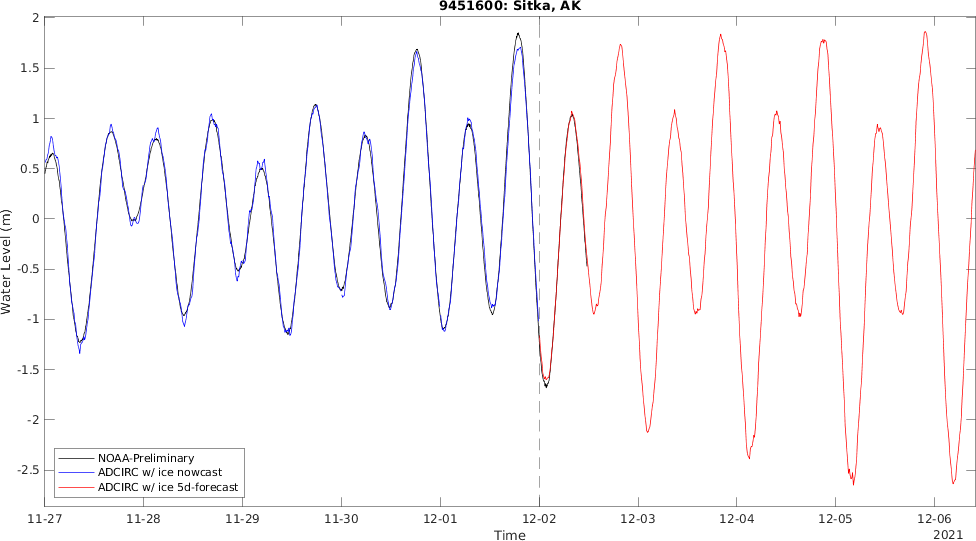 9451600: Sitka, AK
2
1.5
1
0.5
0
-0.5
-1
-1.5
-2
-2.5
Water Level (m)
NOAA-Preliminary
ADCIRC w/ ice nowcast
ADCIRC w/ ice 5d-forecast
11-27 11-28 11-29 11-30 12-01 12-02 12-03 12-04 12-05 12-06
Time
2021